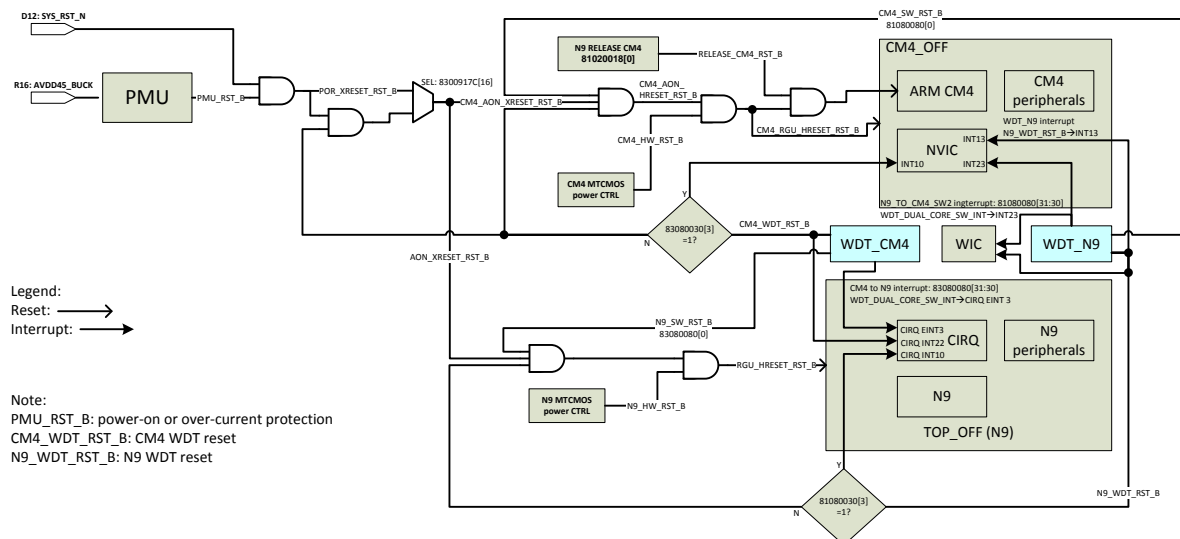 D12: SYS_RST_N
R16: AVDD45_BUCK
PMU
PMU_RST_B
POR_XRESET_RST_B
SEL: 8300917C[16]
CM4_AON_XRESET_RST_B
AON_XRESET_RST_B
CM4_SW_RST_B
81080080[0]
N9 RELEASE CM4
81020018[0]
RELEASE_CM4_RST_B
CM4_AON_
HRESET_RST_B
CM4_HW_RST_B
CM4_RGU_HRESET_RST_B
CM4 MTCMOS
power CTRL
CM4_OFF
ARM CM4
CM4
peripherals
WDT_N9 interrupt
N9_WDT_RST_B→INT13
NVIC
INT13
INT10
INT23
N9_TO_CM4_SW2 ingterrupt: 81080080[31:30]
WDT_DUAL_CORE_SW_INT→INT23
Y
83080030[3]
=1?
N
CM4_WDT_RST_B
WDT_CM4
WIC
WDT_N9
Legend:
Reset:
Interrupt:
N9_SW_RST_B
83080080[0]
CM4 to N9 interrupt: 83080080[31:30]
WDT_DUAL_CORE_SW_INT→CIRQ EINT 3
CIRQ EINT3
CIRQ INT22
CIRQ INT10
CIRQ
N9
peripherals
RGU_HRESET_RST_B
N9 MTCMOS
power CTRL
N9_HW_RST_B
N9
TOP_OFF (N9)
Note:
PMU_RST_B: power-on or over-current protection
CM4_WDT_RST_B: CM4 WDT reset
N9_WDT_RST_B: N9 WDT reset
Y
81080030[3]
=1?
N
N9_WDT_RST_B